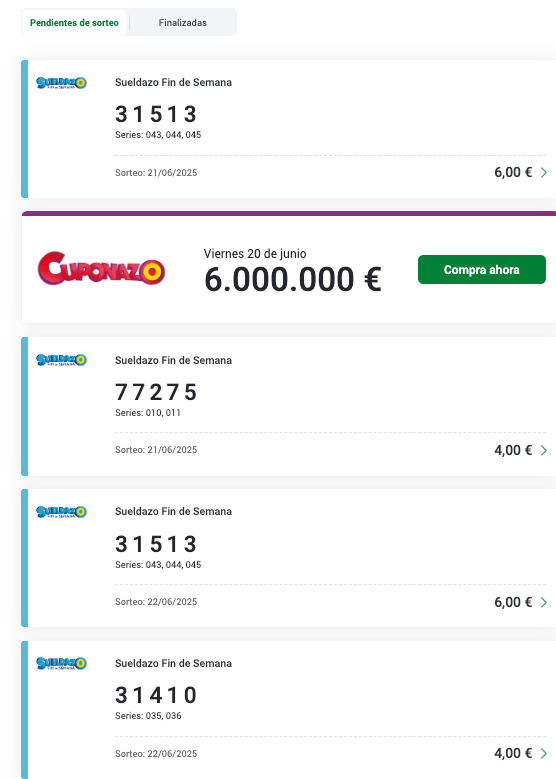 Pendientes de sorteo
Finalizadas
SUELDAZO
FIN DE SEMANA
Sueldazo Fin de Semana
31513
Series: 043, 044, 045
Sorteo: 21/06/2025
6,00 €
CUPONAZO
Viernes 20 de junio
6.000.000 €
Compra ahora
SUELDAZO
FIN DE SEMANA
Sueldazo Fin de Semana
77275
Series: 010, 011
Sorteo: 21/06/2025
4,00 €
SUELDAZO
FIN DE SEMANA
Sueldazo Fin de Semana
31513
Series: 043, 044, 045
Sorteo: 22/06/2025
6,00 €
SUELDAZO
FIN DE SEMANA
Sueldazo Fin de Semana
31410
Series: 035, 036
Sorteo: 22/06/2025
4,00 €